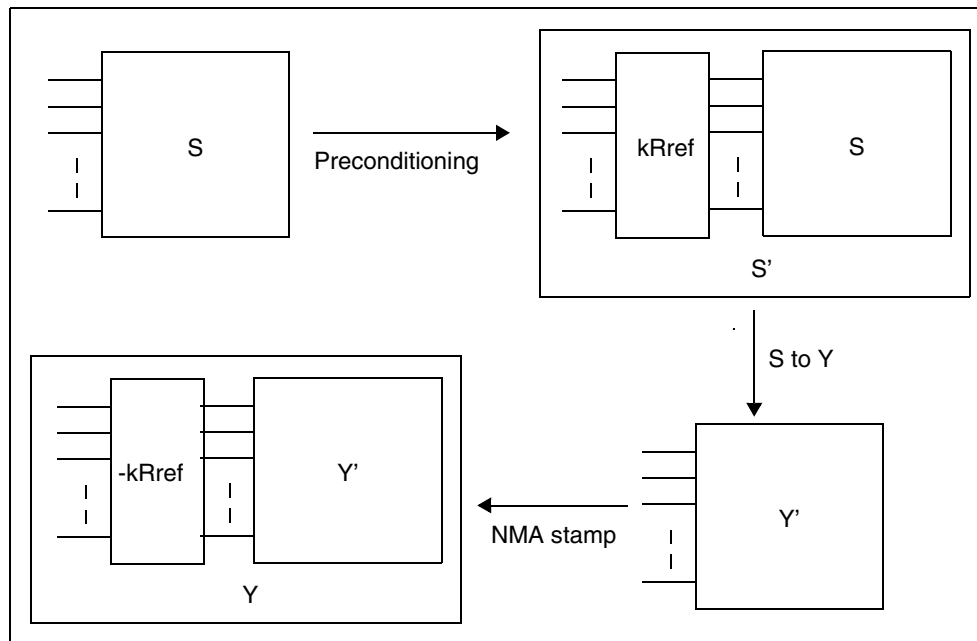 S
Preconditioning
kRref
S
S’
S to Y
Y’
NMA stamp
-kRref
Y’
Y